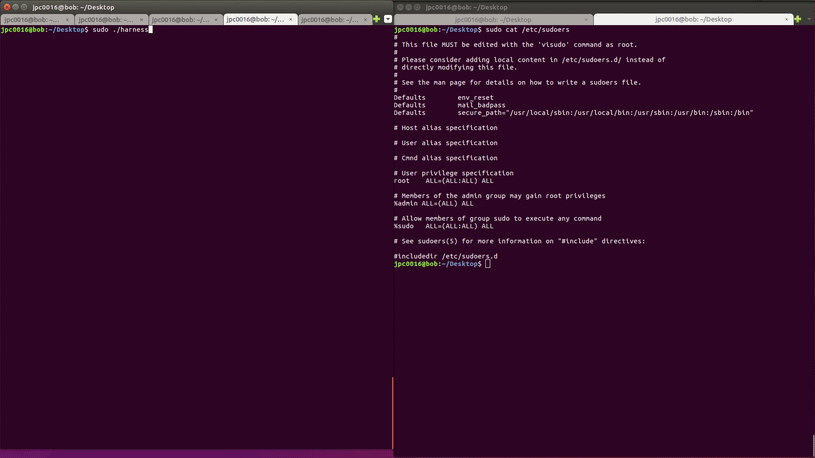 jpc0016@bob: ~/Desktop
jpc0016@bob: ~... × jpc0016@bob: ~/... × jpc0016@bob: ~/... × jpc0016@bob: ~/... × jpc0016@bob: ~/... ×
jpc0016@bob:~/Desktop$ sudo ./harness
jpc0016@bob: ~/Desktop
jpc0016@bob: ~/Desktop × jpc0016@bob: ~/Desktop ×
jpc0016@bob:~/Desktop$ sudo cat /etc/sudoers
#
# This file MUST be edited with the 'visudo' command as root.
#
# Please consider adding local content in /etc/sudoers.d/ instead of
# directly modifying this file.
#
# See the man page for details on how to write a sudoers file.
#
Defaults env_reset
Defaults mail_badpass
Defaults secure_path="/usr/local/sbin:/usr/local/bin:/usr/sbin:/usr/bin:/sbin:/bin"
# Host alias specification
# User alias specification
# Cmnd alias specification
# User privilege specification
root ALL=(ALL:ALL) ALL
# Members of the admin group may gain root privileges
%admin ALL=(ALL) ALL
# Allow members of group sudo to execute any command
%sudo ALL=(ALL:ALL) ALL
# See sudoers(5) for more information on "#include" directives:
#includedir /etc/sudoers.d
jpc0016@bob:~/Desktop$